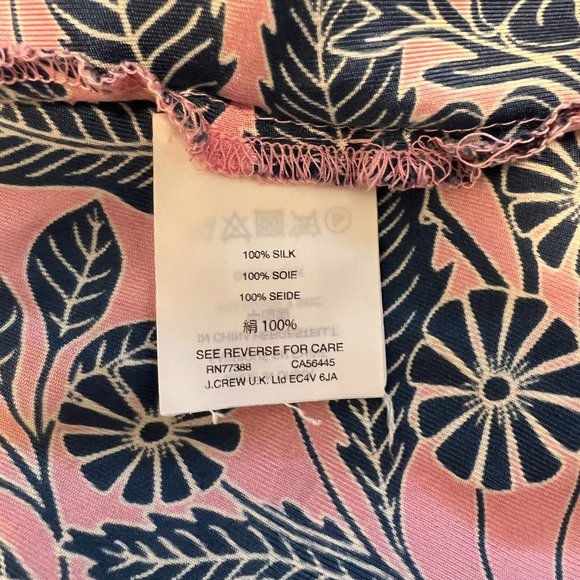 100% SILK
100% SOIE
100% SEIDE
絹 100%
SEE REVERSE FOR CARE
RN77388 CA56445
J.CREW U.K. Ltd EC4V 6JA